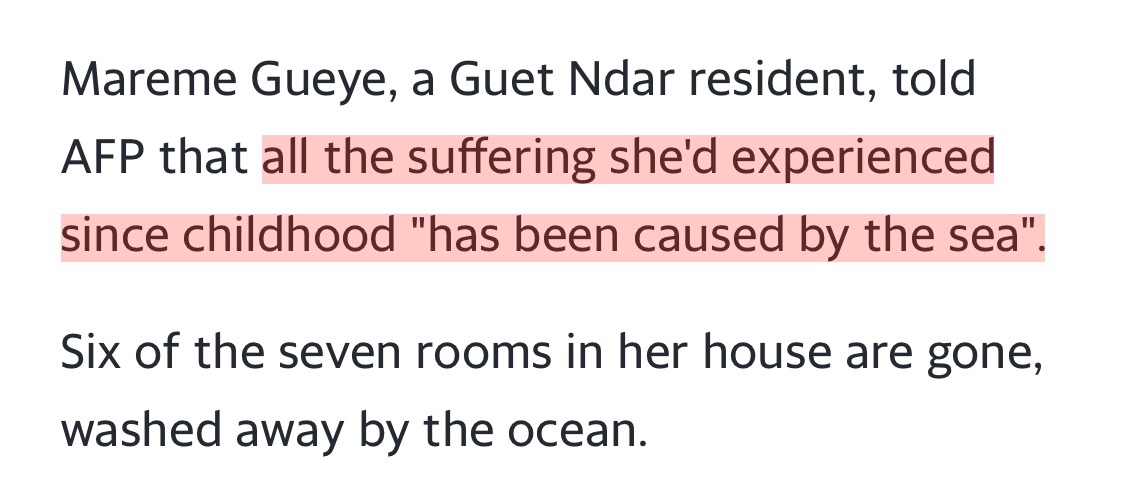 Mareme Gueye, a Guet Ndar resident, told
AFP that all the suffering she'd experienced
since childhood "has been caused by the sea".
Six of the seven rooms in her house are gone,
washed away by the ocean.